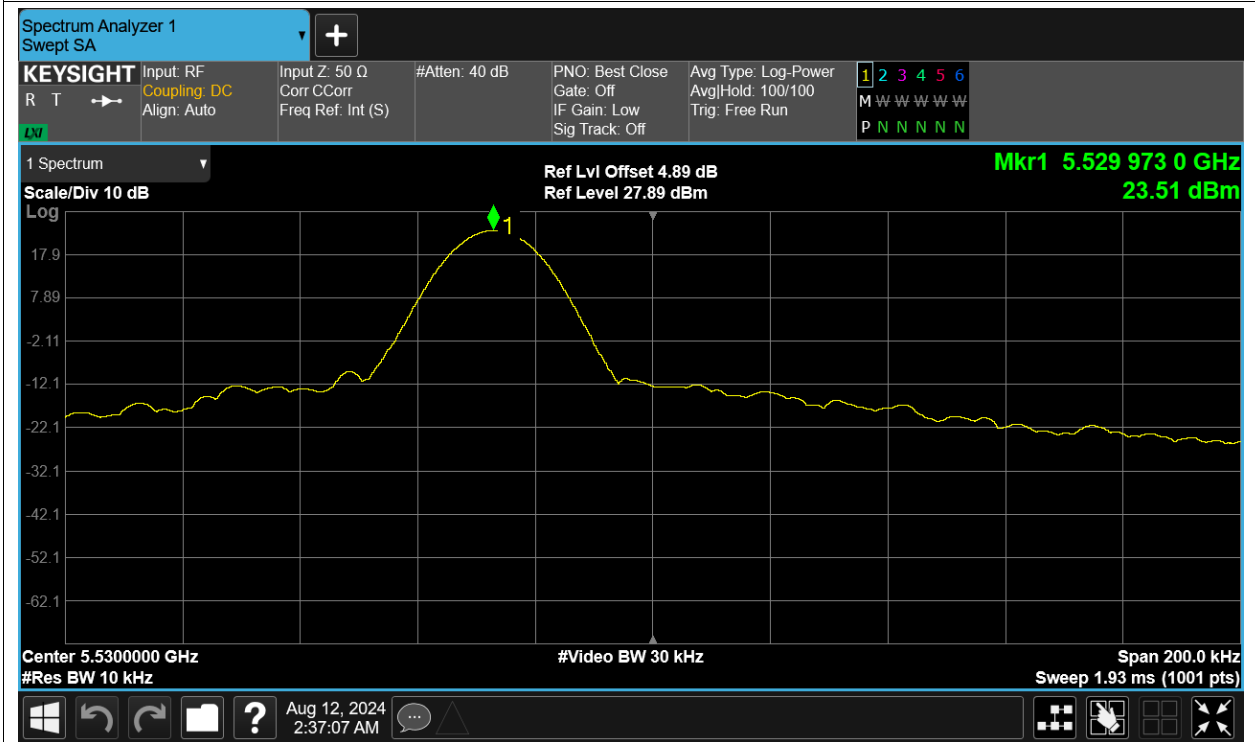 Spectrum Analyzer 1
Swept SA
KEYSIGHT
R T
LXI
Input: RF
Coupling: DC
Align: Auto
Input Z: 50 Ω
Corr CCorr
Freq Ref: Int (S)
#Atten: 40 dB
PNO: Best Close
Gate: Off
IF Gain: Low
Sig Track: Off
Avg Type: Log-Power
Avg|Hold: 100/100
Trig: Free Run
1 2 3 4 5 6
M W W W W W
P N N N N N
1 Spectrum
Scale/Div 10 dB
Ref Lvl Offset 4.89 dB
Ref Level 27.89 dBm
Mkr1 5.529 973 0 GHz
23.51 dBm
Log
1
17.9
7.89
-2.11
-12.1
-22.1
-32.1
-42.1
-52.1
-62.1
Center 5.5300000 GHz
#Video BW 30 kHz
Span 200.0 kHz
#Res BW 10 kHz
Sweep 1.93 ms (1001 pts)
?
Aug 12, 2024
2:37:07 AM